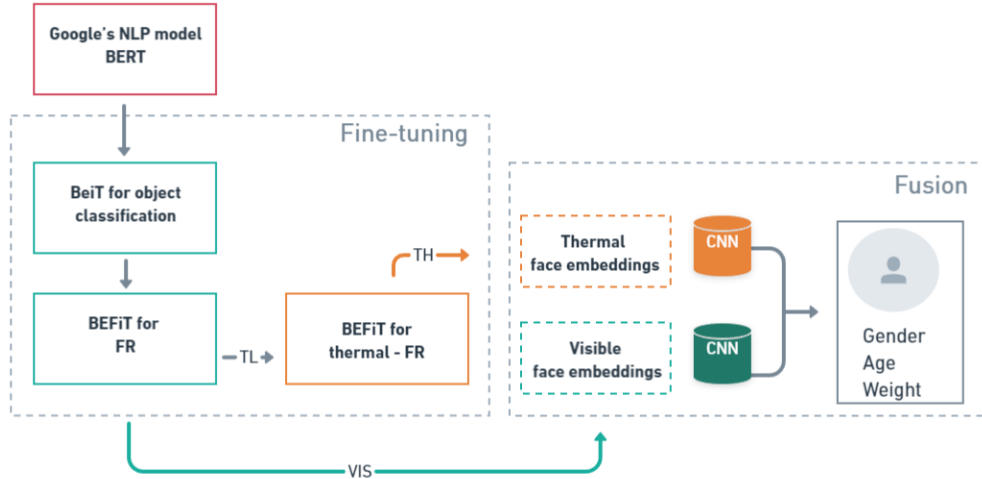 Google's NLP model
BERT
Fine-tuning
BeiT for object
classification
BEFiT for
FR
TL
BEFiT for
thermal - FR
TH
VIS
Fusion
Thermal
face embeddings
CNN
Visible
face embeddings
CNN
Gender
Age
Weight